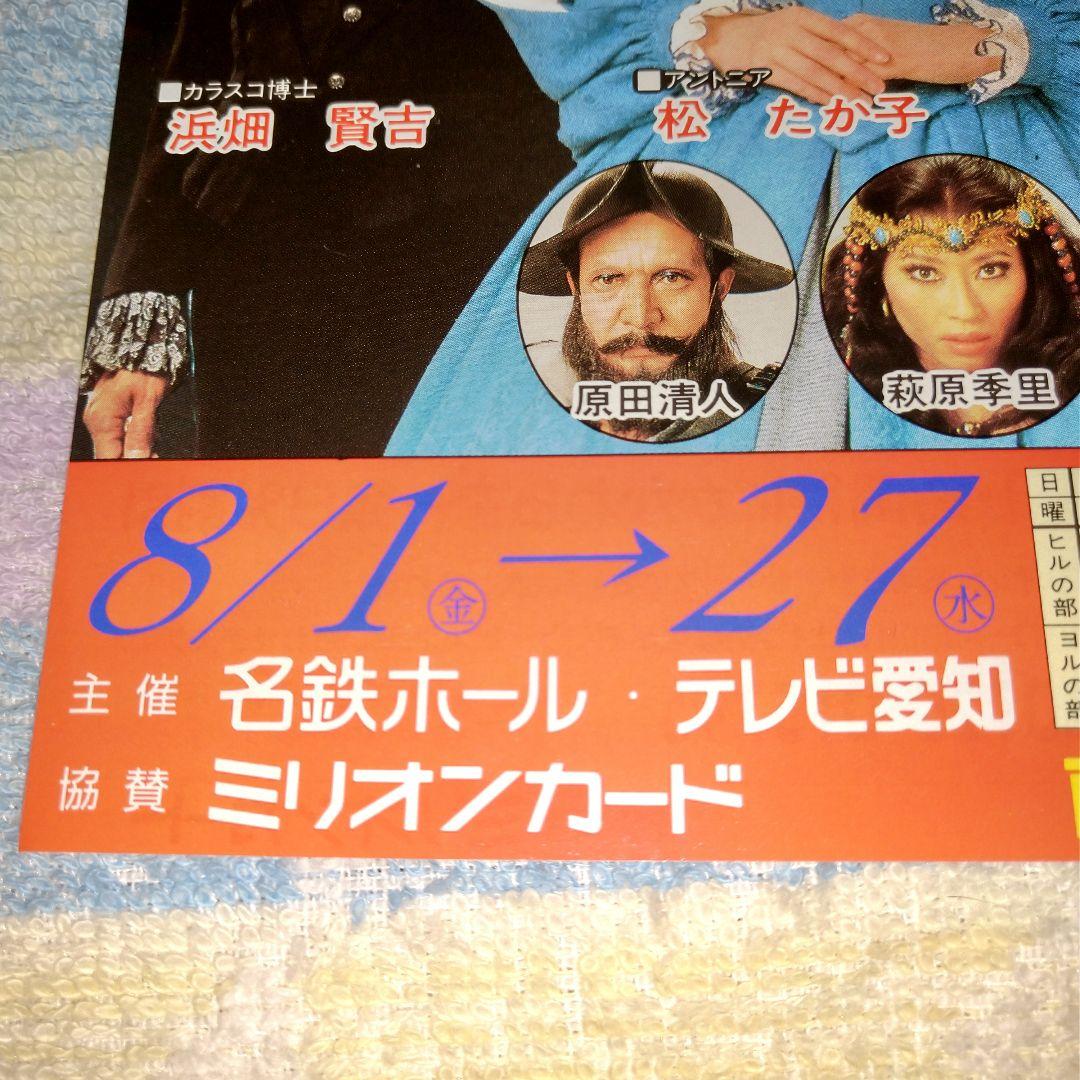 ■カラスコ博士
浜畑 賢吉
■アントニア
松 たか子
原田清人
萩原季里
8/1㊎→27㊌
主催 名鉄ホール・テレビ愛知
協賛 ミリオンカード
日
曜
ヒルの部
ヨルの部